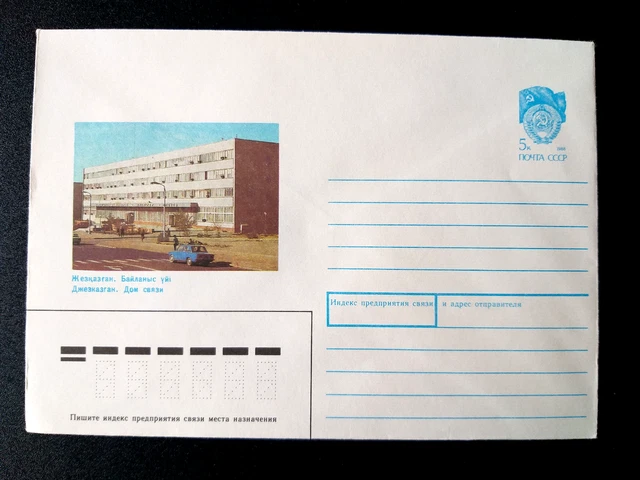 5 к
ПОЧТА СССР
Жезқазған. Байланыс үйі
Джезказган. Дом связи
Индекс предприятия связи и адрес отправителя
Пишите индекс предприятия связи места назначения